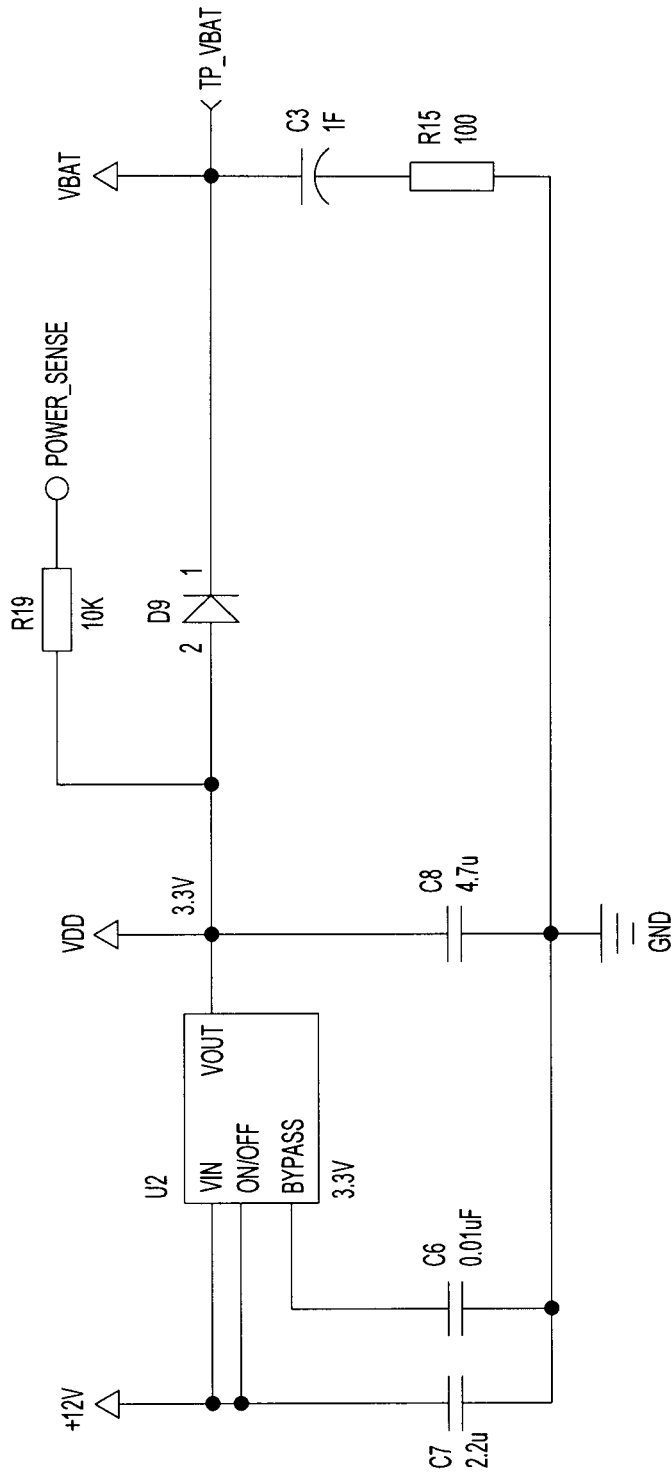 +12V
C7
2.2u
C6
0.01uF
U2
VIN
ON/OFF
BYPASS
VOUT
3.3V
VDD
3.3V
C8
4.7u
GND
R19
10K
POWER_SENSE
D9
2
1
VBAT
TP_VBAT
C3
1F
R15
100